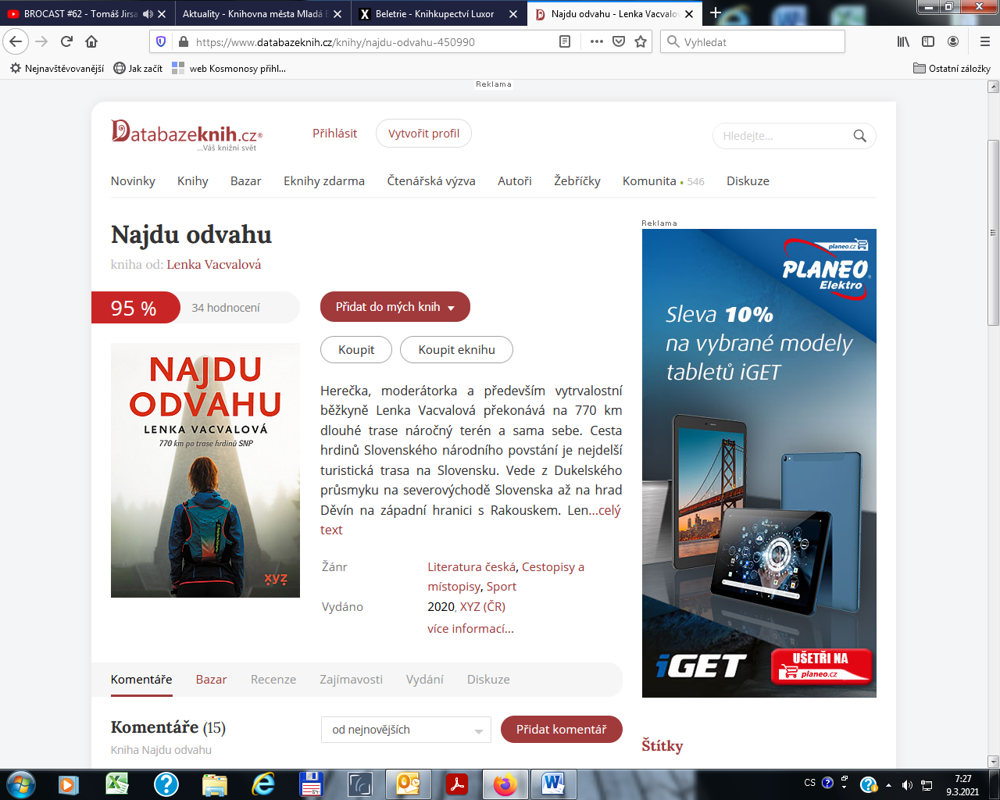 BROCAST #62 - Tomáš Jirsa
Aktuality - Knihovna města Mladá B
Beletrie - Knihkupectví Luxor
Najdu odvahu - Lenka Vacvalov
https://www.databazeknih.cz/knihy/najdu-odvahu-450990
Vyhledat
Nejnavštěvovanější
Jak začít
web Kosmonosy přihl...
Ostatní záložky
Reklama
Databazeknih.cz®
...Váš knižní svět
Přihlásit
Vytvořit profil
Hledejte...
Novinky
Knihy
Bazar
Eknihy zdarma
Čtenářská výzva
Autoři
Žebříčky
Komunita • 546
Diskuze
Najdu odvahu
kniha od: Lenka Vacvalová
95 %
34 hodnocení
Přidat do mých knih
Koupit
Koupit eknihu
NAJDU
ODVAHU
LENKA VACVALOVÁ
770 km po trase hrdinů SNP
xyz
Herečka, moderátorka a především vytrvalostní
běžkyně Lenka Vacvalová překonává na 770 km
dlouhé trase náročný terén a sama sebe. Cesta
hrdinů Slovenského národního povstání je nejdelší
turistická trasa na Slovensku. Vede z Dukelského
průsmyku na severovýchodě Slovenska až na hrad
Děvín na západní hranici s Rakouskem. Len...celý
text
Žánr
Literatura česká, Cestopisy a
místopisy, Sport
Vydáno
2020, XYZ (ČR)
více informací...
Komentáře
Bazar
Recenze
Zajímavosti
Vydání
Diskuze
Komentáře (15)
Kniha Najdu odvahu
od nejnovějších
Přidat komentář
Reklama
planeo.cz
PLANEO
Elektro
Sleva 10%
na vybrané modely
tabletů iGET
iGET
UŠETŘI NA
planeo.cz
Štítky
CS
7:27
9.3.2021